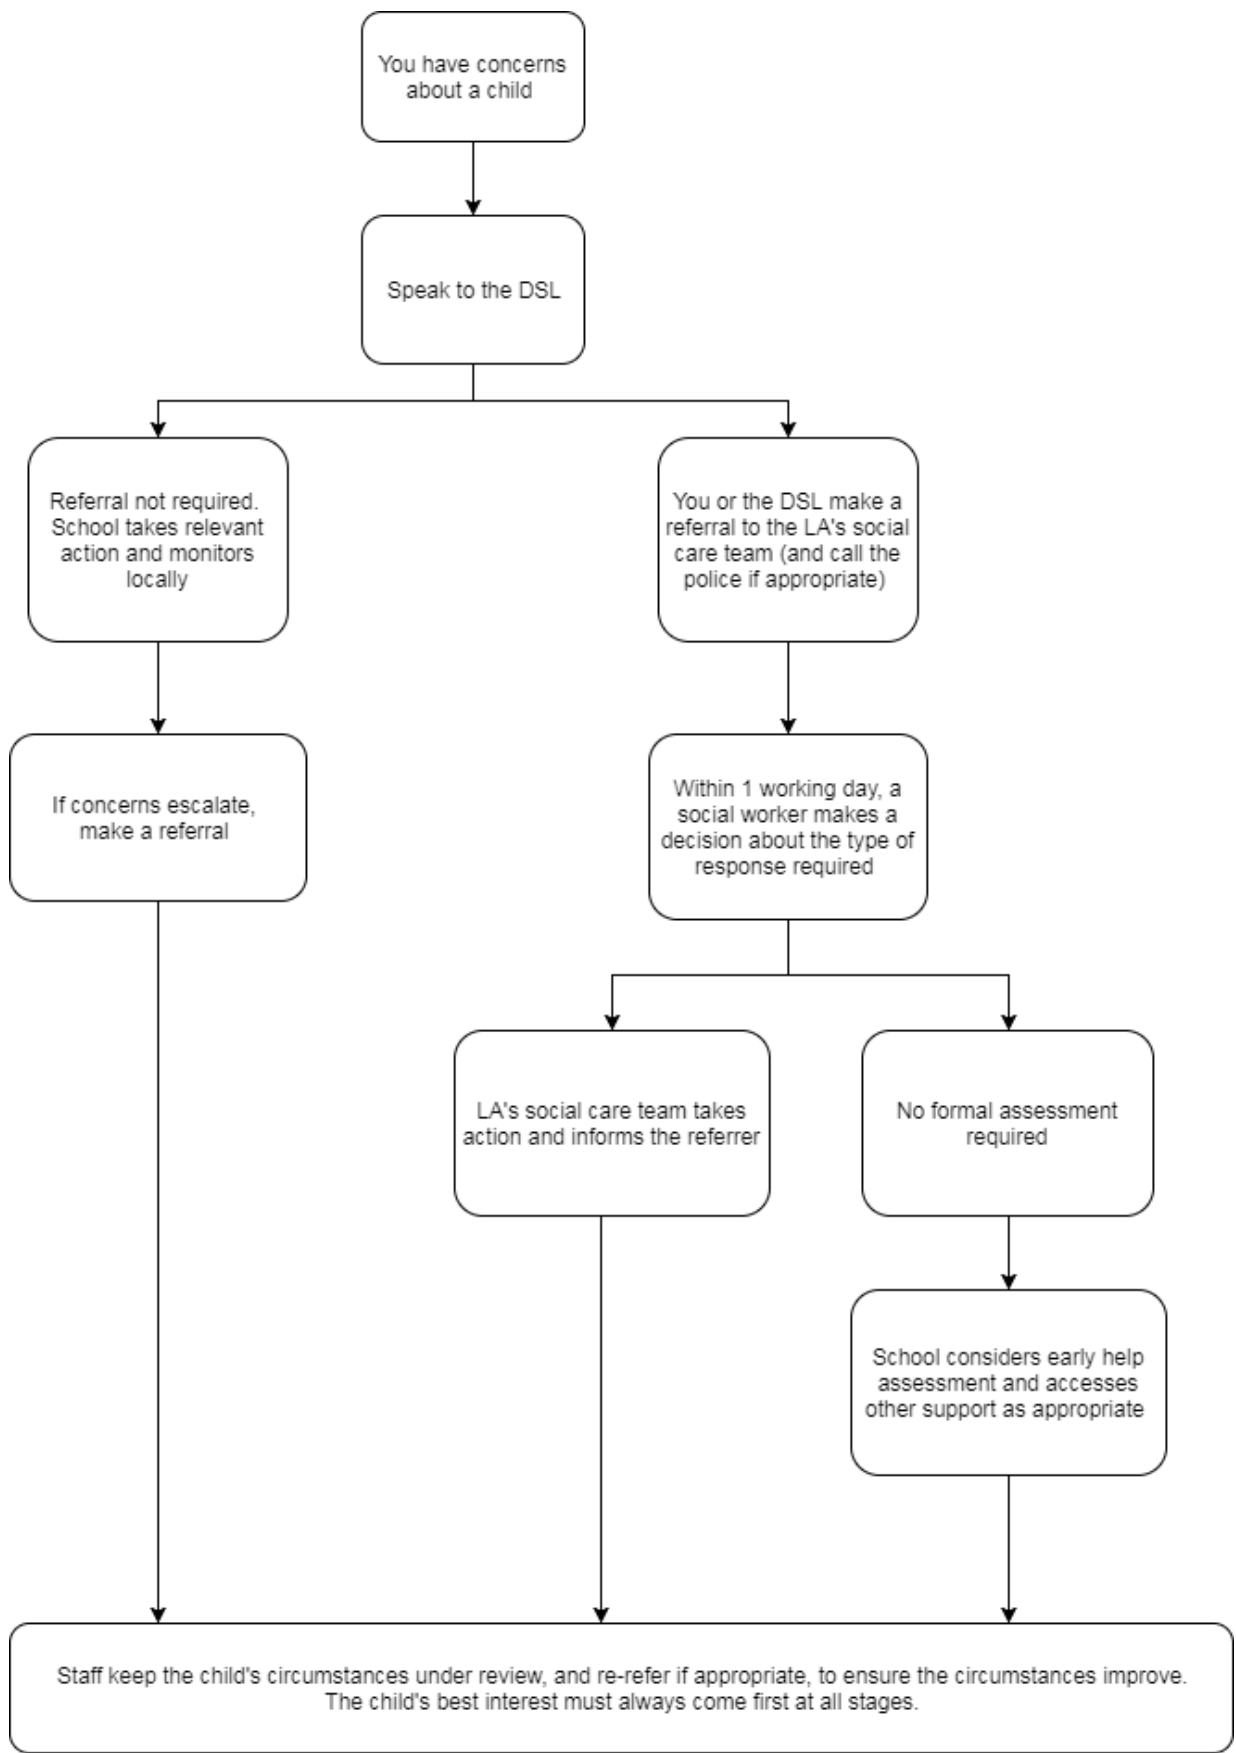 You have concerns
about a child
Speak to the DSL
Referral not required.
School takes relevant
action and monitors
locally
You or the DSL make a
referral to the LA's social
care team (and call the
police if appropriate)
If concerns escalate,
make a referral
Within 1 working day, a
social worker makes a
decision about the type of
response required
LA's social care team takes
action and informs the referrer
No formal assessment
required
School considers early help
assessment and accesses
other support as appropriate
Staff keep the child's circumstances under review, and re-refer if appropriate, to ensure the circumstances improve.
The child's best interest must always come first at all stages.